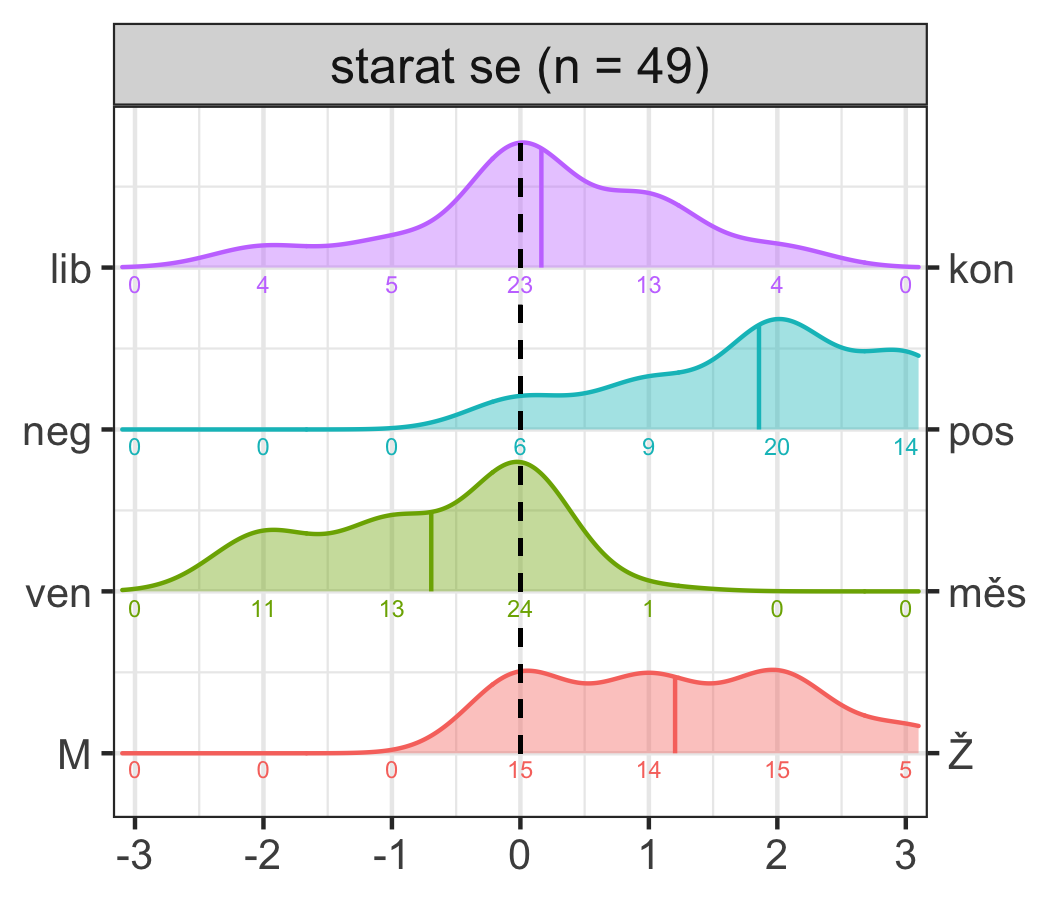 starat se (n = 49)
lib kon
0 4 5 23 13 4 0
neg pos
0 0 0 6 9 20 14
ven měs
0 11 13 24 1 0 0
M Ž
0 0 0 15 14 15 5
-3 -2 -1 0 1 2 3